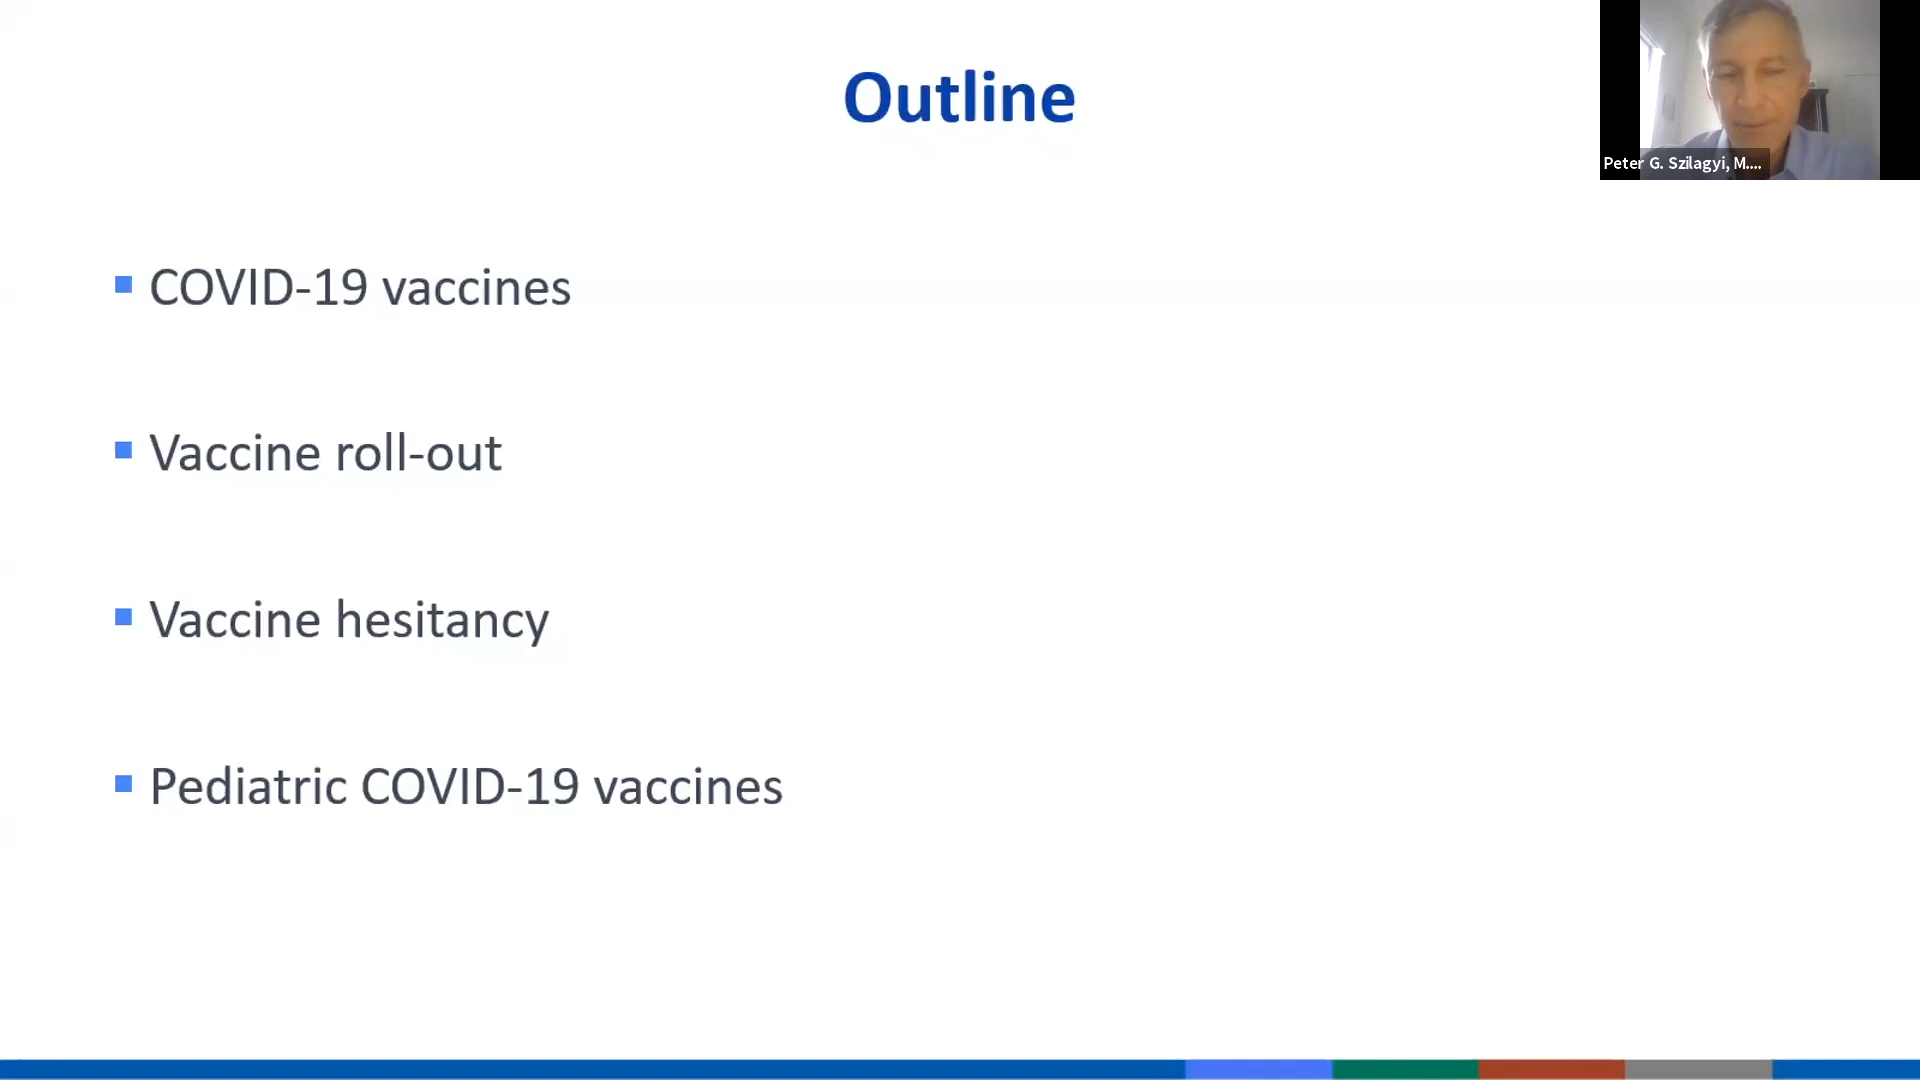 Outline
Peter G. Szilagyi, M....
COVID-19 vaccines
Vaccine roll-out
Vaccine hesitancy
Pediatric COVID-19 vaccines